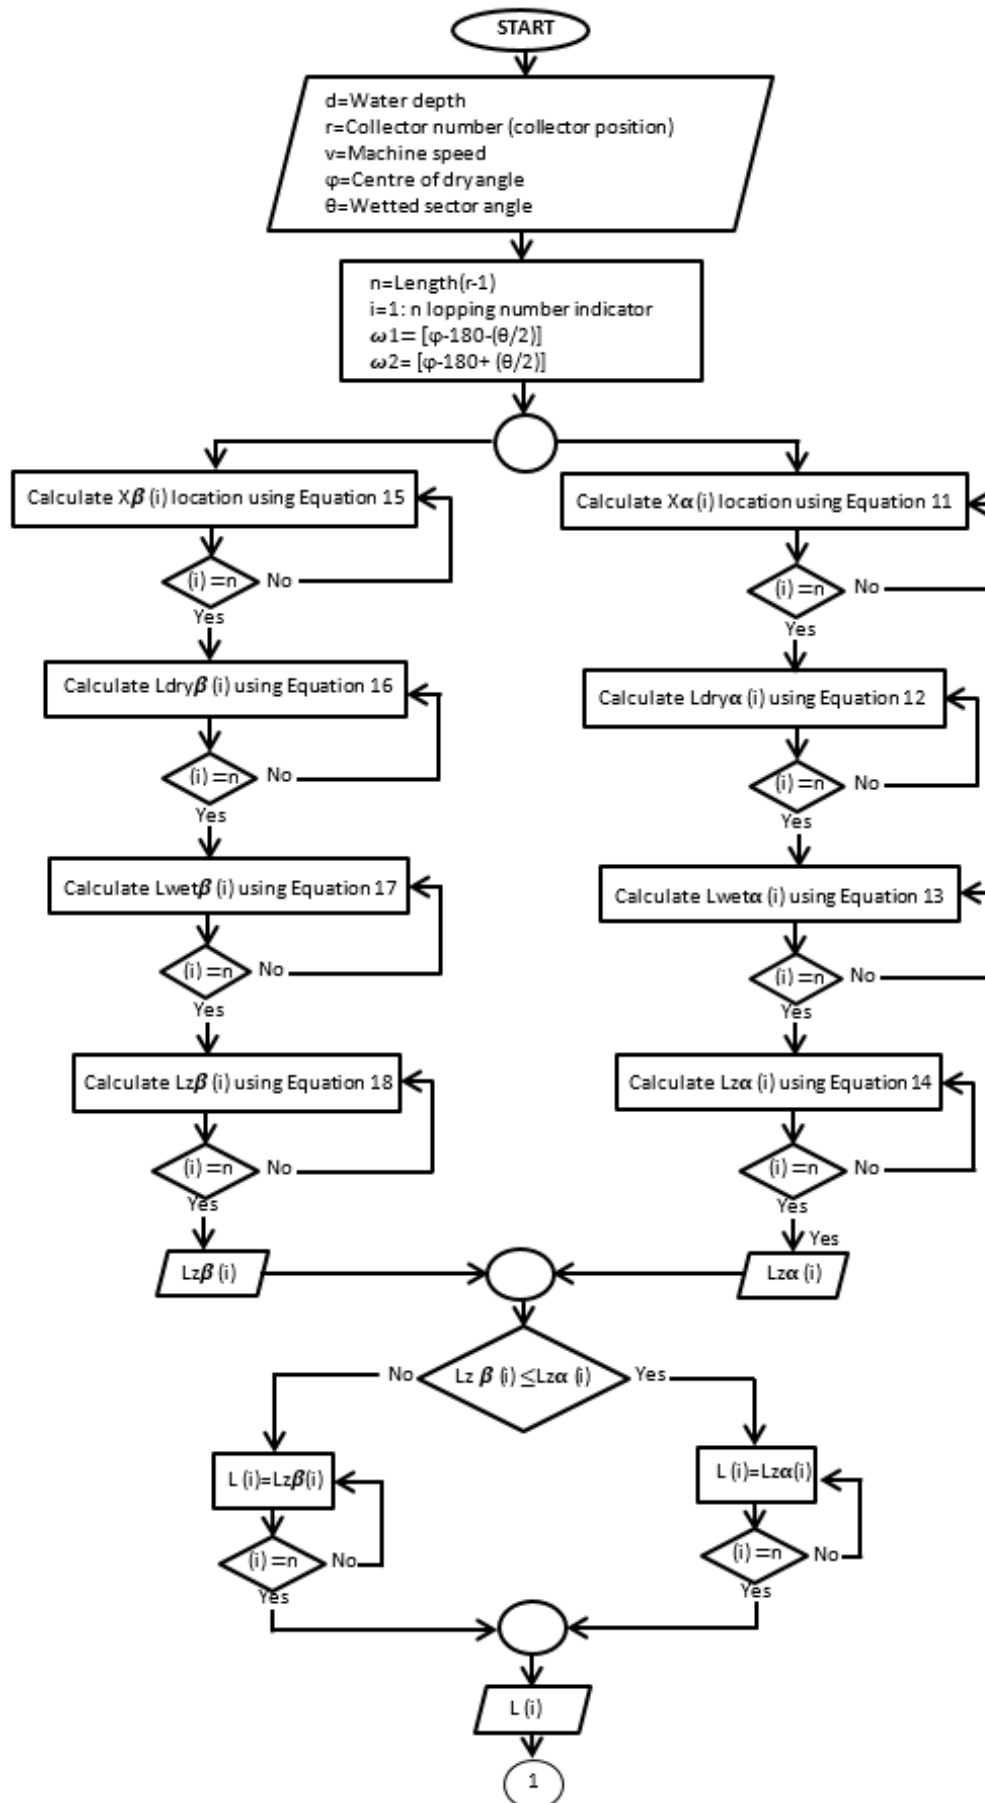 START
d=Water depth
r=Collector number (collector position)
v=Machine speed
φ=Centre of dryangle
θ=Wetted sector angle
n=Length(r-1)
i=1: n lopping number indicator
ω1= [φ-180-(θ/2)]
ω2= [φ-180+ (θ/2)]
Calculate Xβ (i) location using Equation 15
Calculate Xα (i) location using Equation 11
(i) =n No
(i) =n No
Yes
Yes
Calculate Ldryβ (i) using Equation 16
Calculate Ldryα (i) using Equation 12
(i) =n No
(i) =n No
Yes
Yes
Calculate Lwetβ (i) using Equation 17
Calculate Lwetα (i) using Equation 13
(i) =n No
(i) =n No
Yes
Yes
Calculate Lzβ (i) using Equation 18
Calculate Lzα (i) using Equation 14
(i) =n No
(i) =n No
Yes
Yes
Yes
Lzβ (i)
Lzα (i)
No Lz β (i) ≤Lzα (i) Yes
L (i)=Lzβ(i)
L (i)=Lzα(i)
(i) =n No
(i) =n No
Yes
Yes
L (i)
1